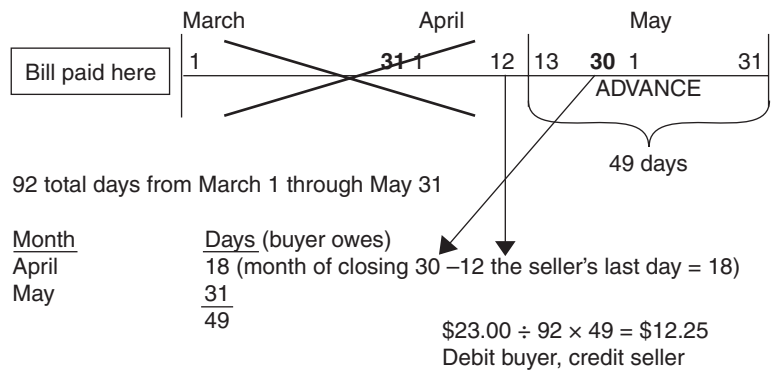 March April May
Bill paid here 1 31 1 12 13 30 1 31
ADVANCE
49 days
92 total days from March 1 through May 31
Month Days (buyer owes)
April 18 (month of closing 30 –12 the seller's last day = 18)
May 31
49
$23.00 ÷ 92 × 49 = $12.25
Debit buyer, credit seller